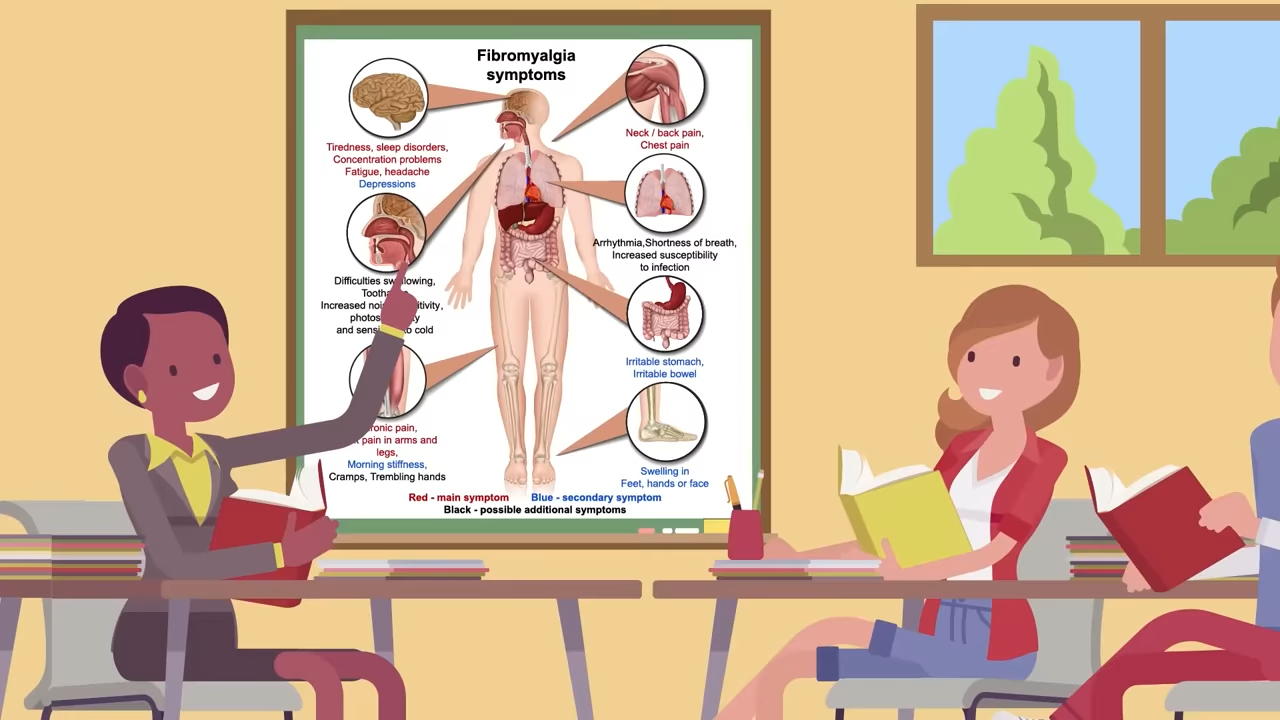 Fibromyalgia
symptoms
Tiredness, sleep disorders,
Concentration problems
Fatigue, headache
Depressions
Difficulties
Increased
and
pain,
pain in arms and
legs,
Morning stiffness,
Cramps, Trembling hands
Neck / back pain,
Chest pain
Arrhythmia,Shortness of breath,
Increased susceptibility
to infection
Irritable stomach,
Irritable bowel
Swelling in
Feet, hands or face
Red - main symptom Blue - secondary symptom
Black - possible additional symptoms